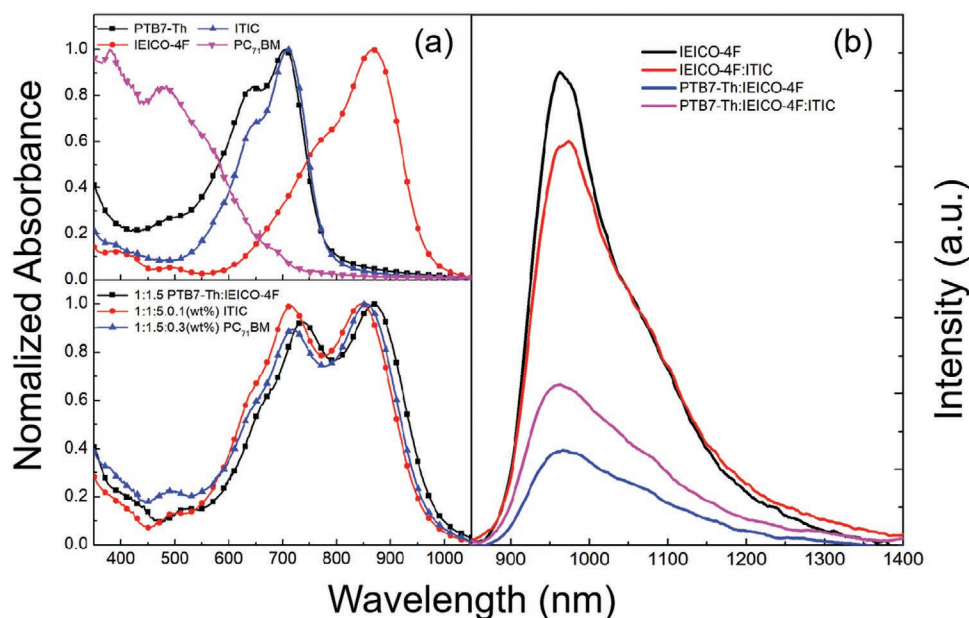 (a)
PTB7-Th
ITIC
IEICO-4F
PC71BM
1.0
0.8
0.6
0.4
0.2
0.0
1:1.5 PTB7-Th:IEICO-4F
1:1:5:0.1(wt%) ITIC
1:1.5:0.3(wt%) PC71BM
1.0
0.8
0.6
0.4
0.2
0.0
400 500 600 700 800 900 1000
Nomalized Absorbance
(b)
IEICO-4F
IEICO-4F:ITIC
PTB7-Th:IEICO-4F
PTB7-Th:IEICO-4F:ITIC
900 1000 1100 1200 1300 1400
Intensity (a.u.)
Wavelength (nm)